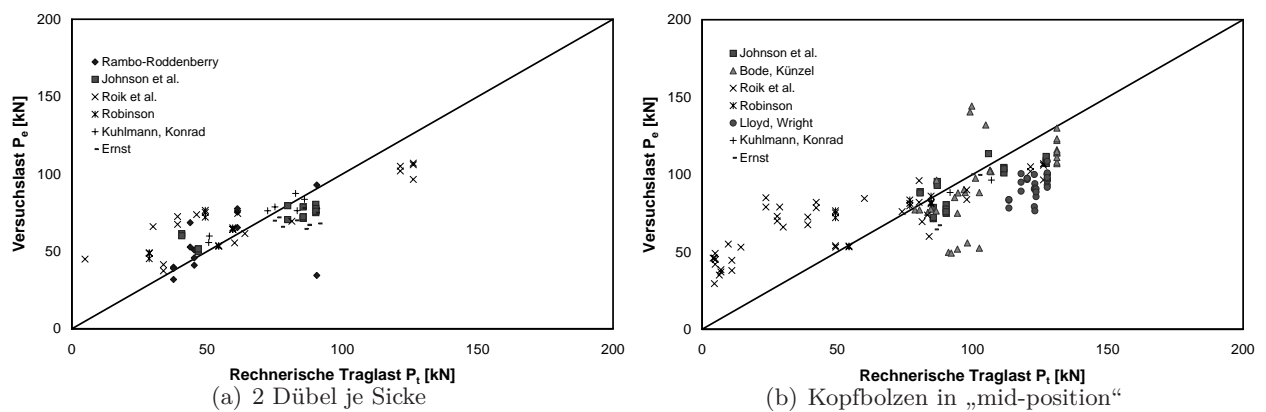 200
150
100
50
0
Versuchslast Pe [kN]
Rambo-Roddenberry
Johnson et al.
Roik et al.
Robinson
Kuhlmann, Konrad
Ernst
0 50 100 150 200
Rechnerische Traglast Pt [kN]
(a) 2 Dübel je Sicke
200
150
100
50
0
Versuchslast Pe [kN]
Johnson et al.
Bode, Künzel
Roik et al.
Robinson
Lloyd, Wright
Kuhlmann, Konrad
Ernst
0 50 100 150 200
Rechnerische Traglast Pt [kN]
(b) Kopfbolzen in „mid-position“